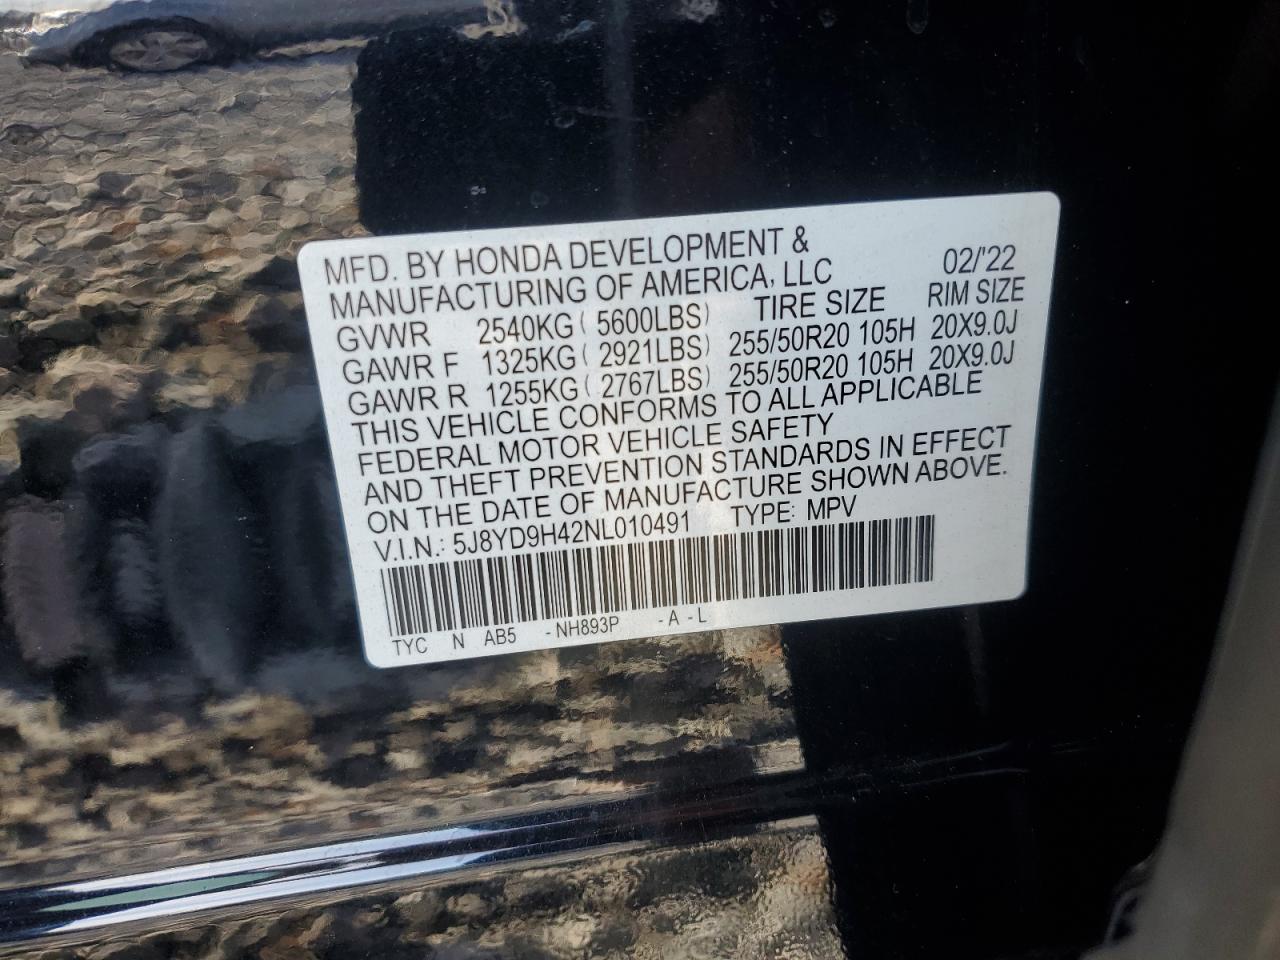 MFD. BY HONDA DEVELOPMENT &
MANUFACTURING OF AMERICA, LLC 02/'22
GVWR 2540KG ( 5600LBS) TIRE SIZE RIM SIZE
GAWR F 1325KG ( 2921LBS) 255/50R20 105H 20X9.0J
GAWR R 1255KG ( 2767LBS) 255/50R20 105H 20X9.0J
THIS VEHICLE CONFORMS TO ALL APPLICABLE
FEDERAL MOTOR VEHICLE SAFETY
AND THEFT PREVENTION STANDARDS IN EFFECT
ON THE DATE OF MANUFACTURE SHOWN ABOVE.
V.I.N.: 5J8YD9H42NL010491 TYPE: MPV
TYC N AB5 -NH893P -A -L